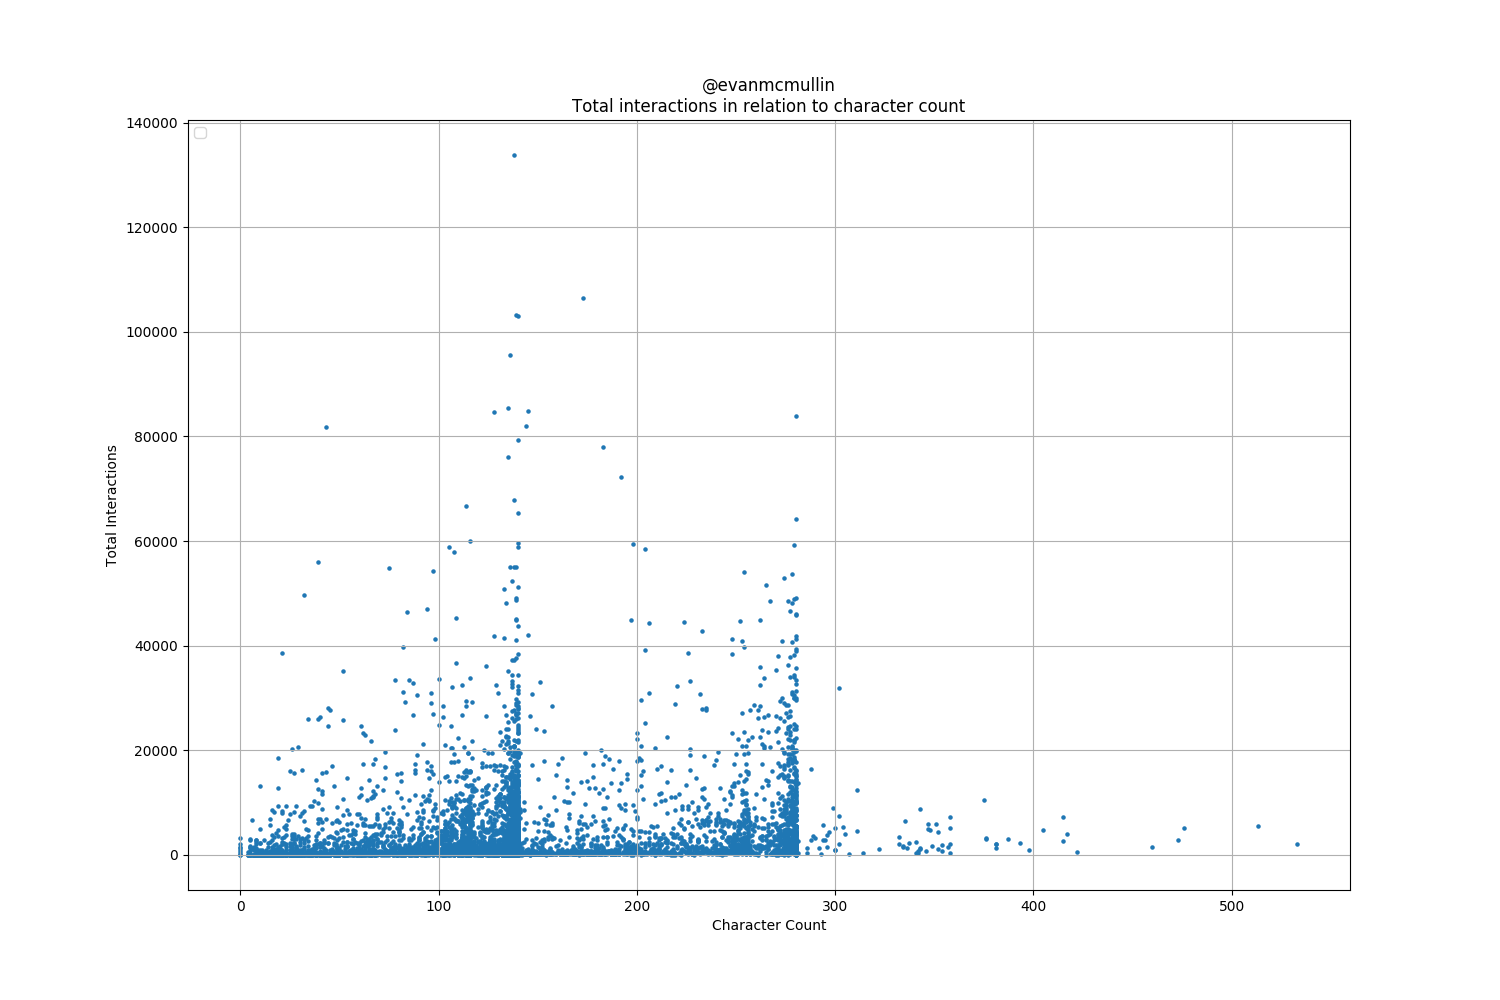 @evanmcmullin
Total interactions in relation to character count
140000
120000
100000
80000
60000
40000
20000
0
Total Interactions
0 100 200 300 400 500
Character Count